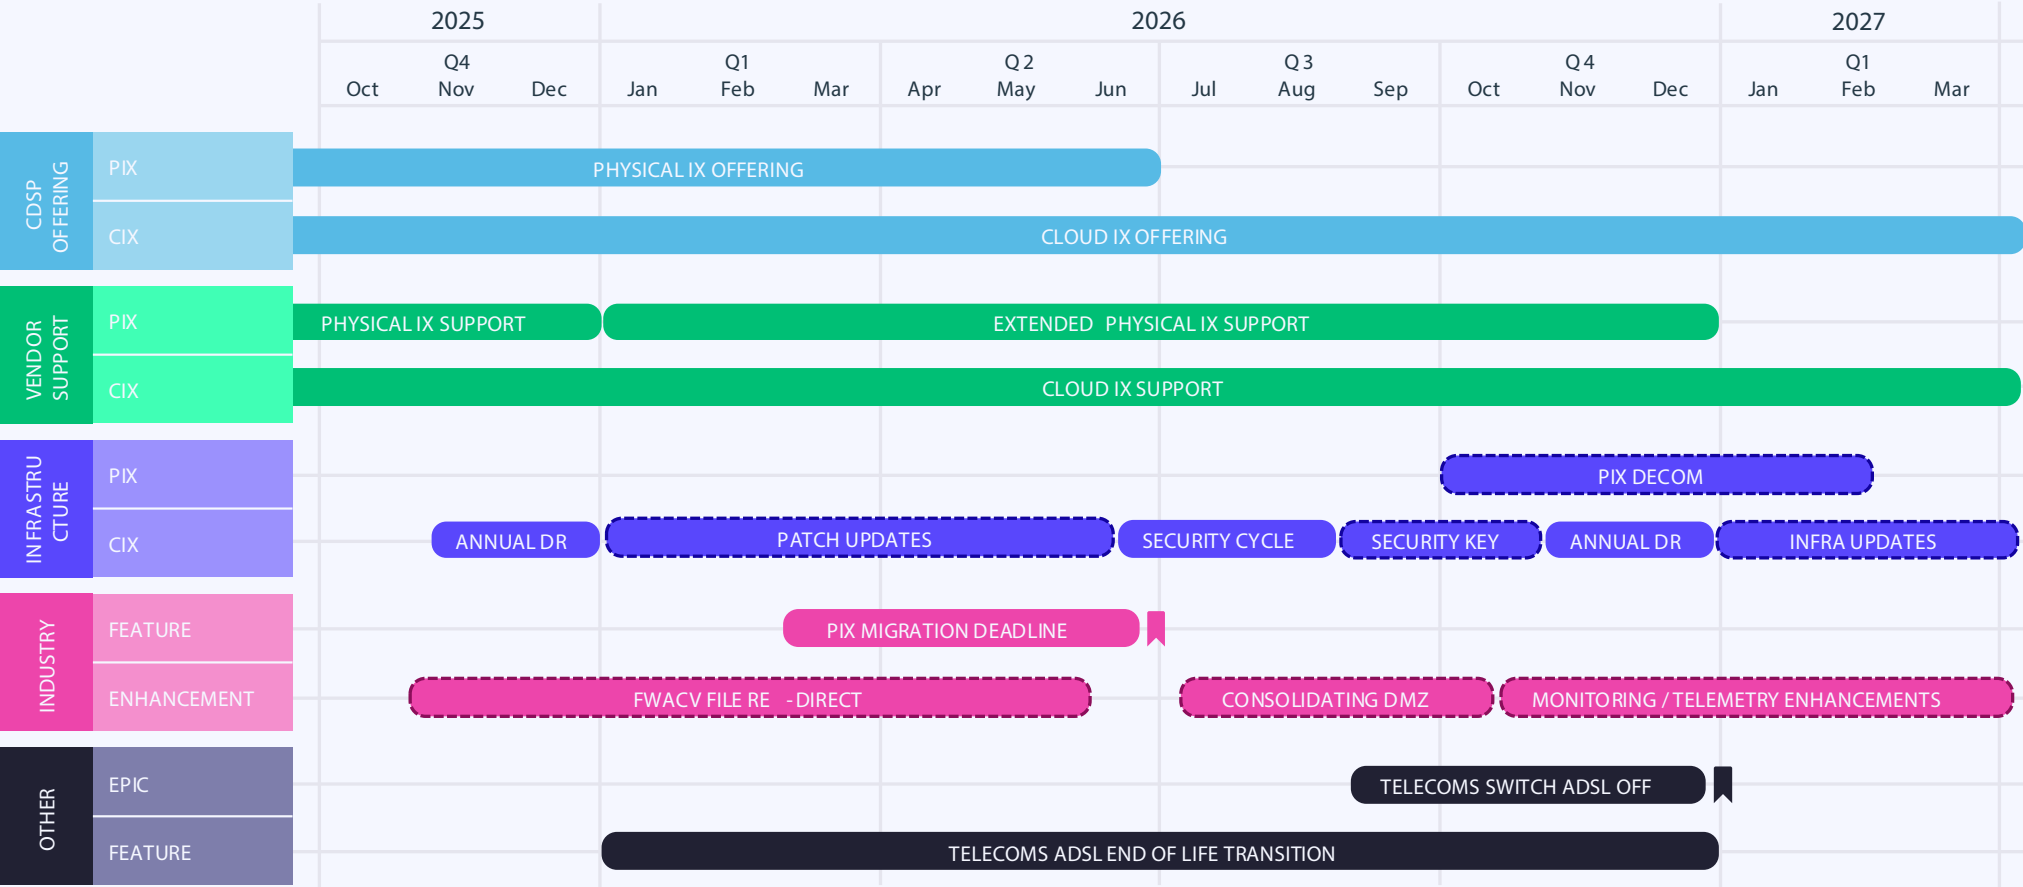 2025 2026 2027
Q4 Q1 Q 2 Q 3 Q 4 Q1
Oct Nov Dec Jan Feb Mar Apr May Jun Jul Aug Sep Oct Nov Dec Jan Feb Mar
CDSP
OFFERING
PIX
PHYSICAL IX OFFERING
CIX
CLOUD IX OFFERING
VENDOR
SUPPORT
PIX
PHYSICAL IX SUPPORT
EXTENDED PHYSICAL IX SUPPORT
CIX
CLOUD IX SUPPORT
INFRASTRU
CTURE
PIX
PIX DECOM
CIX
ANNUAL DR
PATCH UPDATES
SECURITY CYCLE
SECURITY KEY
ANNUAL DR
INFRA UPDATES
INDUSTRY
FEATURE
PIX MIGRATION DEADLINE
ENHANCEMENT
FWACV FILE RE -DIRECT
CONSOLIDATING DMZ
MONITORING / TELEMETRY ENHANCEMENTS
OTHER
EPIC
TELECOMS SWITCH ADSL OFF
FEATURE
TELECOMS ADSL END OF LIFE TRANSITION